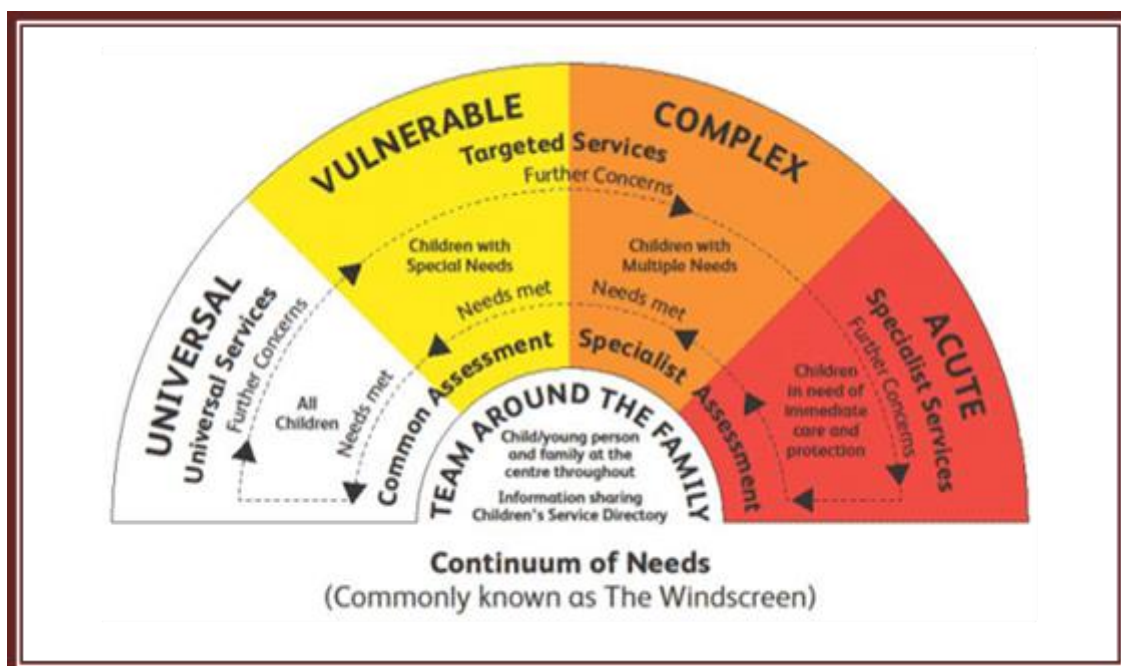 UNIVERSAL
Universal Services
Further Concerns
All
Children
Needs met
Common Assessment
VULNERABLE
Targeted Services
Further Concerns
Children with
Special Needs
Needs met
COMPLEX
Children with
Multiple Needs
Needs met
Specialist Assessment
ACUTE
Specialist Services
Further Concerns
Children
in need of
immediate
care and
protection
TEAM AROUND THE FAMILY
Child/young person
and family at the
centre throughout
Information sharing
Children's Service Directory
Continuum of Needs
(Commonly known as The Windscreen)